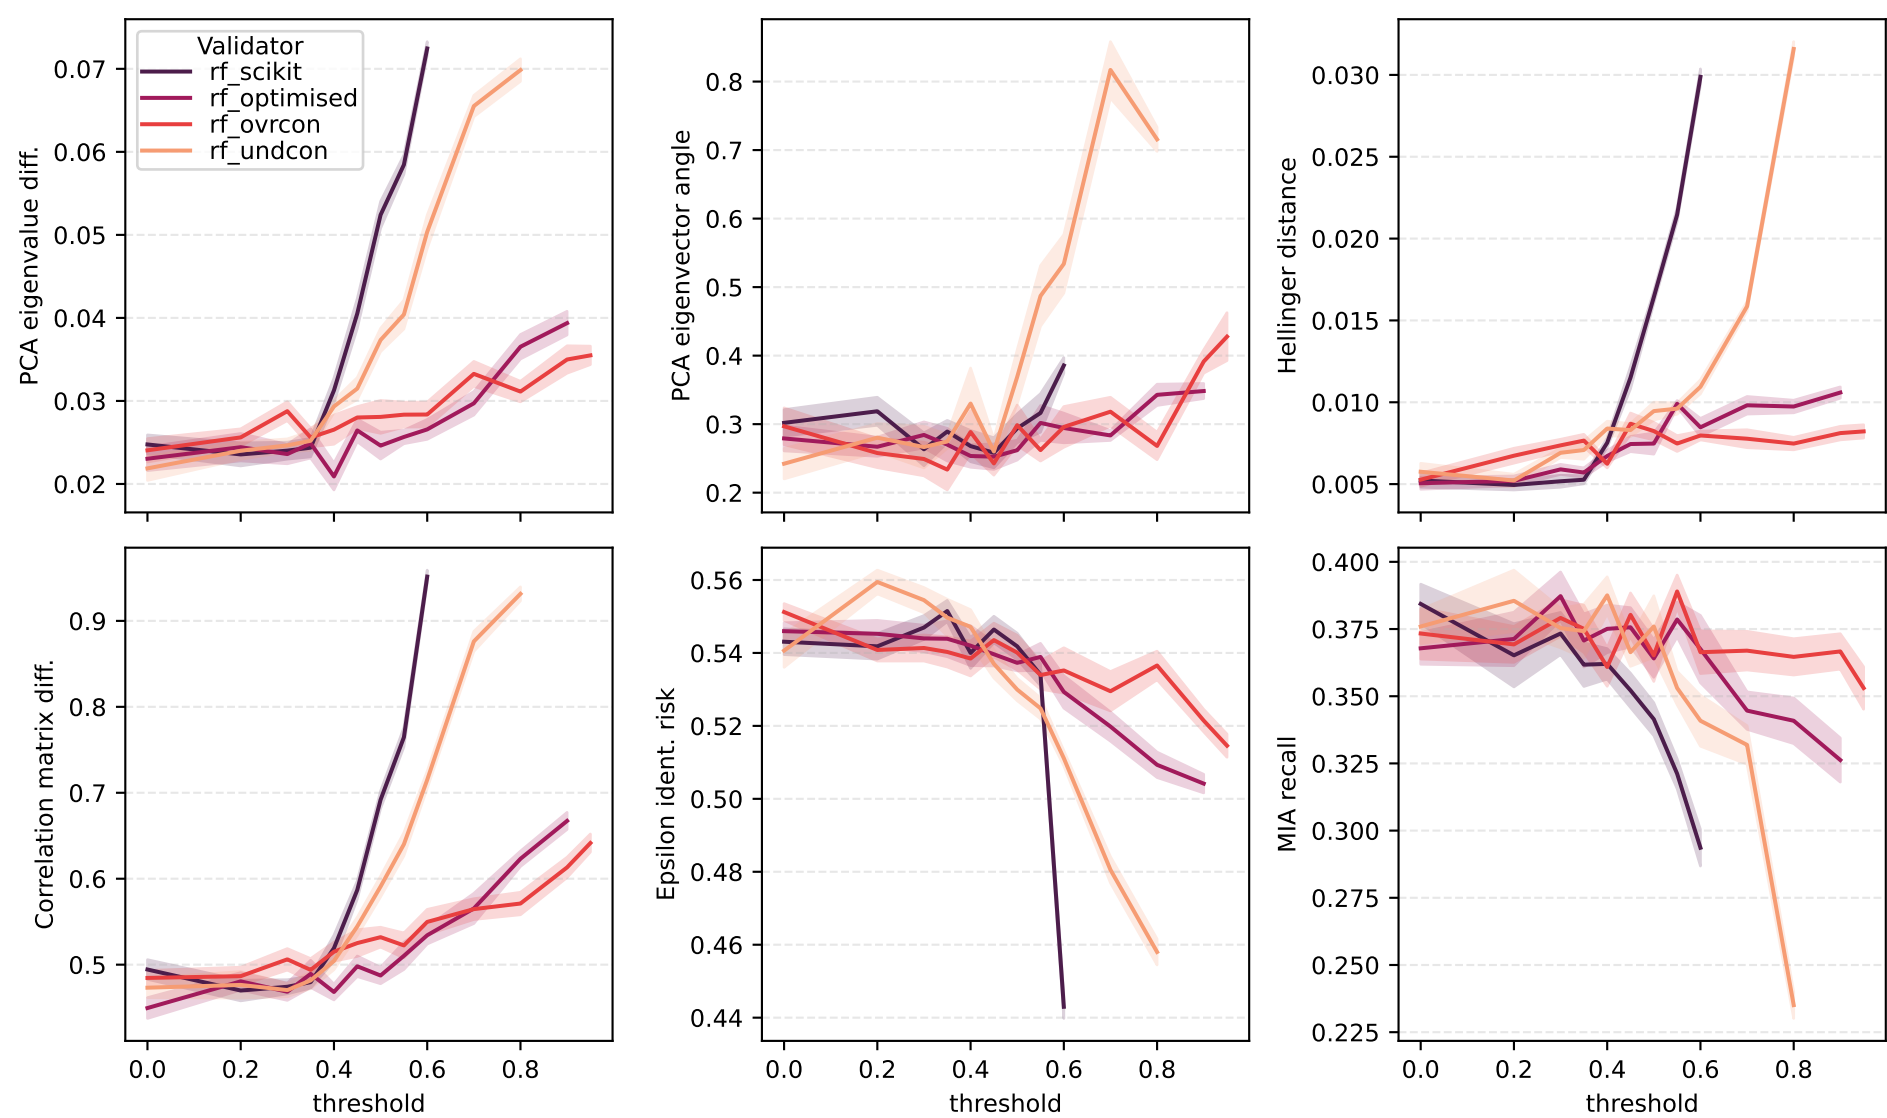 PCA eigenvalue diff.
0.07
0.06
0.05
0.04
0.03
0.02
Validator
rf_scikit
rf_optimised
rf_ovrcon
rf_undcon
PCA eigenvector angle
0.8
0.7
0.6
0.5
0.4
0.3
0.2
Hellinger distance
0.030
0.025
0.020
0.015
0.010
0.005
Correlation matrix diff.
0.9
0.8
0.7
0.6
0.5
0.0 0.2 0.4 0.6 0.8
threshold
Epsilon ident. risk
0.56
0.54
0.52
0.50
0.48
0.46
0.44
0.0 0.2 0.4 0.6 0.8
threshold
MIA recall
0.400
0.375
0.350
0.325
0.300
0.275
0.250
0.225
0.0 0.2 0.4 0.6 0.8
threshold